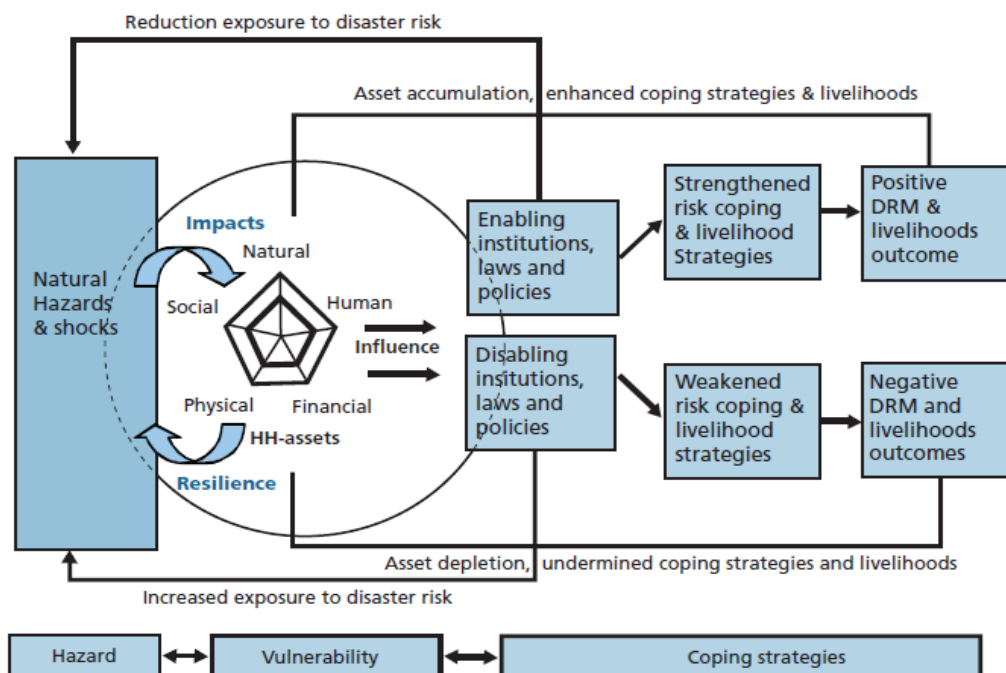 Reduction exposure to disaster risk
Asset accumulation, enhanced coping strategies & livelihoods
Natural
Hazards
& shocks
Impacts
Natural
Social
Human
Physical
Financial
HH-assets
Resilience
Influence
Enabling
institutions,
laws and
policies
Disabling
institutions,
laws and
policies
Strengthened
risk coping
& livelihood
Strategies
Positive
DRM &
livelihoods
outcome
Weakened
risk coping &
livelihood
strategies
Negative
DRM and
livelihoods
outcomes
Asset depletion, undermined coping strategies and livelihoods
Increased exposure to disaster risk
Hazard
Vulnerability
Coping strategies